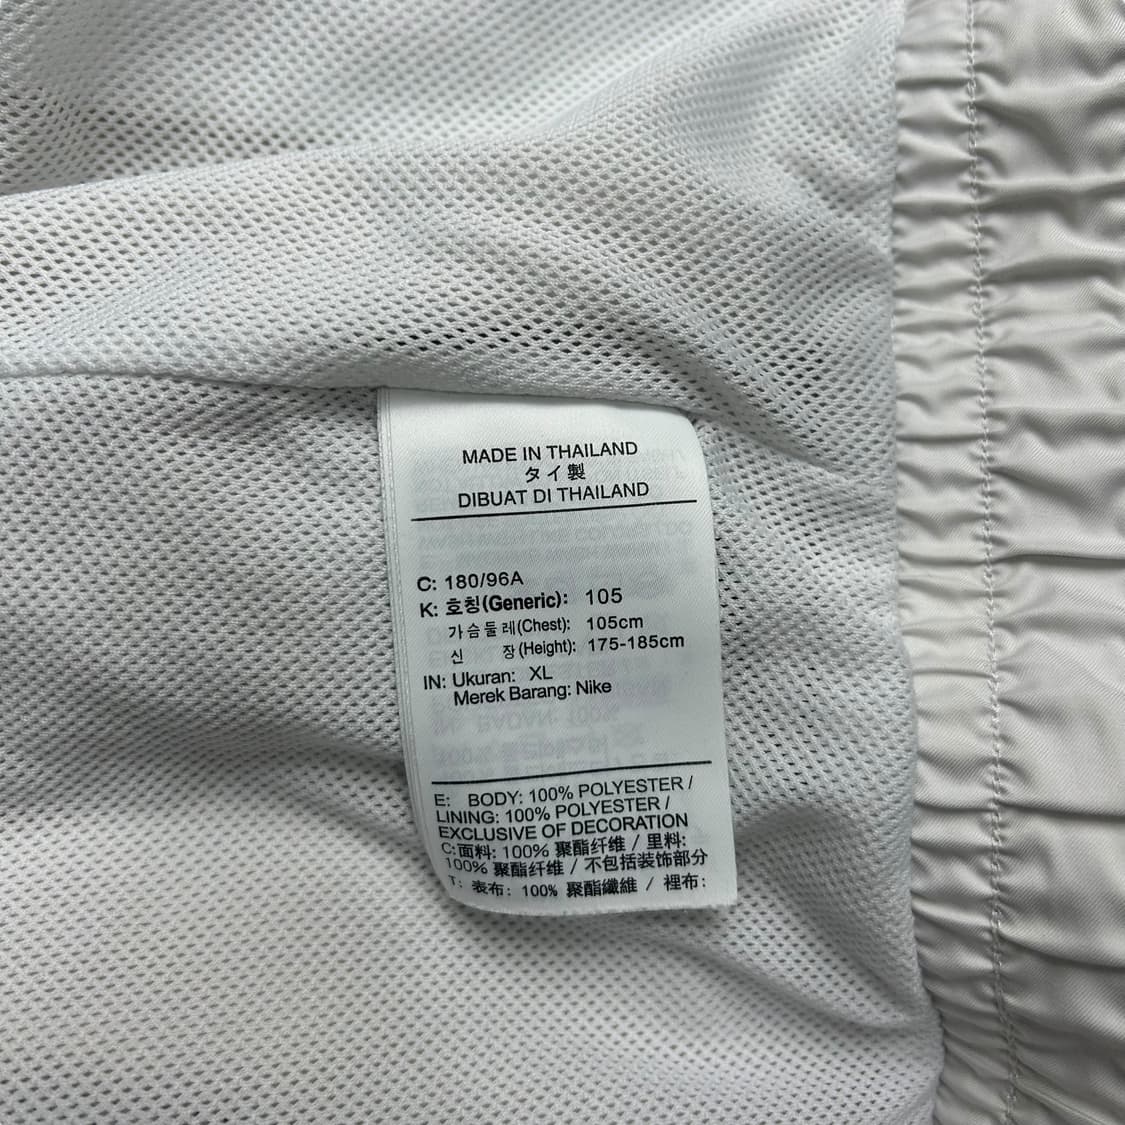 MADE IN THAILAND
タイ製
DIBUAT DI THAILAND
C: 180/96A
K: 호칭(Generic): 105
가슴둘레(Chest): 105cm
신 장(Height): 175-185cm
IN: Ukuran: XL
Merek Barang: Nike
E: BODY: 100% POLYESTER /
LINING: 100% POLYESTER /
EXCLUSIVE OF DECORATION
C:面料: 100% 聚酯纤维 / 里料:
100% 聚酯纤维 / 不包括装饰部分
T: 表布: 100% 聚酯纖維 / 裡布: